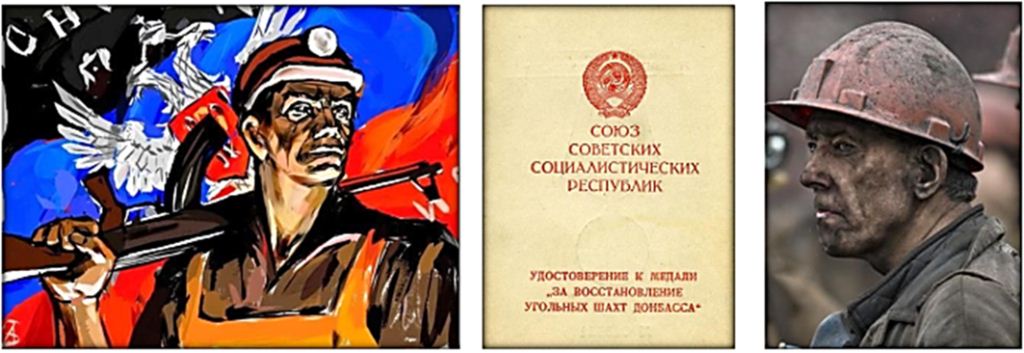 СОЮЗ
СОВЕТСКИХ
СОЦИАЛИСТИЧЕСКИХ
РЕСПУБЛИК
УДОСТОВЕРЕНИЕ К МЕДАЛИ
„ЗА ВОССТАНОВЛЕНИЕ
УГОЛЬНЫХ ШАХТ ДОНБАССА“